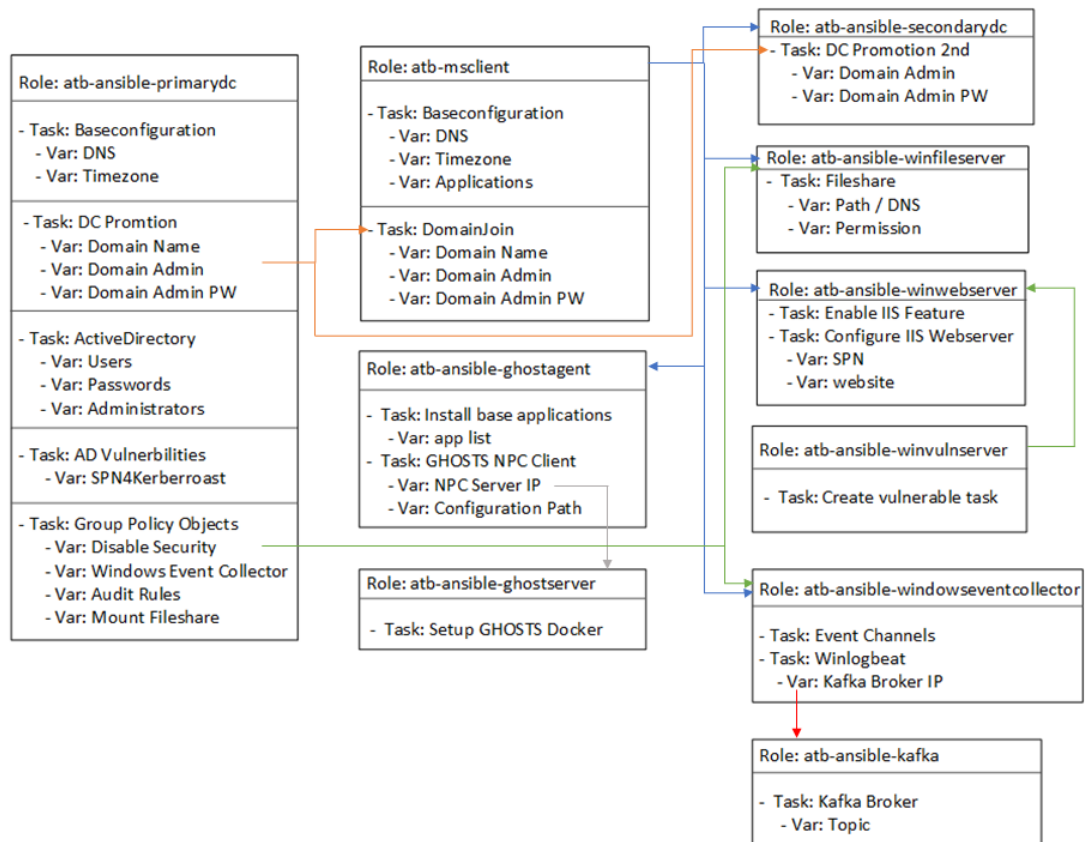 Role: atb-ansible-primarydc
- Task: Baseconfiguration
- Var: DNS
- Var: Timezone
- Task: DC Promtion
- Var: Domain Name
- Var: Domain Admin
- Var: Domain Admin PW
- Task: ActiveDirectory
- Var: Users
- Var: Passwords
- Var: Administrators
- Task: AD Vulnerbilities
- Var: SPN4Kerberroast
- Task: Group Policy Objects
- Var: Disable Security
- Var: Windows Event Collector
- Var: Audit Rules
- Var: Mount Fileshare
Role: atb-msclient
- Task: Baseconfiguration
- Var: DNS
- Var: Timezone
- Var: Applications
- Task: DomainJoin
- Var: Domain Name
- Var: Domain Admin
- Var: Domain Admin PW
Role: atb-ansible-ghostagent
- Task: Install base applications
- Var: app list
- Task: GHOSTS NPC Client
- Var: NPC Server IP
- Var: Configuration Path
Role: atb-ansible-ghostserver
- Task: Setup GHOSTS Docker
Role: atb-ansible-secondarydc
- Task: DC Promotion 2nd
- Var: Domain Admin
- Var: Domain Admin PW
Role: atb-ansible-winfileserver
- Task: Fileshare
- Var: Path / DNS
- Var: Permission
Role: atb-ansible-winwebserver
- Task: Enable IIS Feature
- Task: Configure IIS Webserver
- Var: SPN
- Var: website
Role: atb-ansible-winvulnserver
- Task: Create vulnerable task
Role: atb-ansible-windowseventcollector
- Task: Event Channels
- Task: Winlogbeat
- Var: Kafka Broker IP
Role: atb-ansible-kafka
- Task: Kafka Broker
- Var: Topic